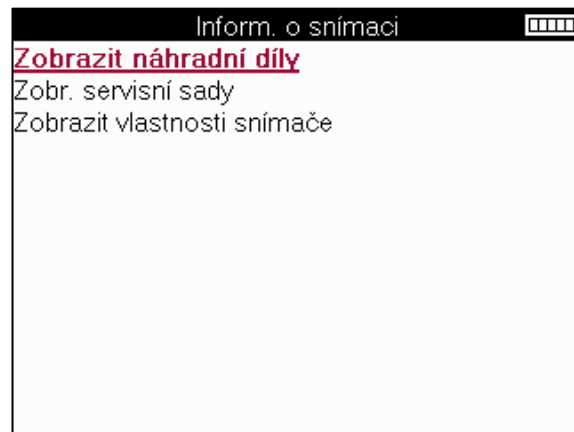 Inform. o snímaci
Zobrazit náhradní díly
Zobr. servisní sady
Zobrazit vlastnosti snímače